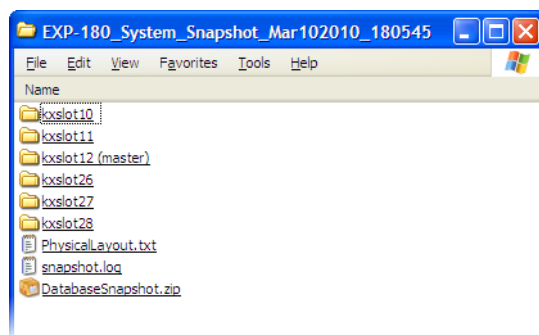 EXP-180_System_Snapshot_Mar102010_180545
File Edit View Favorites Tools Help
Name
kxslot10
kxslot11
kxslot12 (master)
kxslot26
kxslot27
kxslot28
PhysicalLayout.txt
snapshot.log
DatabaseSnapshot.zip